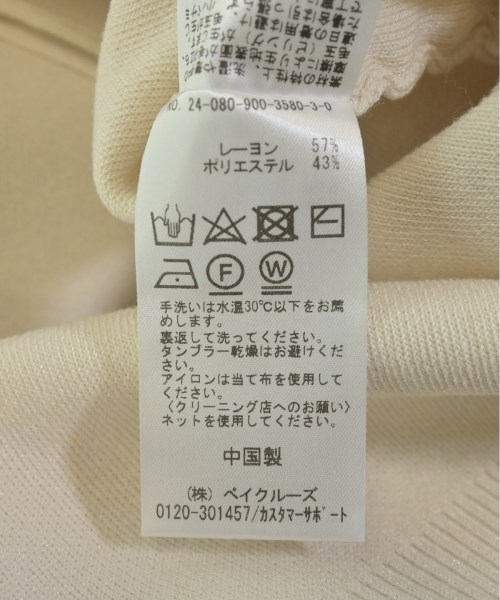 NO. 24-080-900-3580-3-0
レーヨン 57%
ポリエステル 43%
F W
手洗いは水温30℃以下をお薦
めします。
裏返して洗ってください。
タンブラー乾燥はお避けくだ
さい。
アイロンは当て布を使用して
ください。
〈クリーニング店へのお願い〉
ネットを使用してください。
中国製
(株) ベイクルーズ
0120-301457/カスタマーサポート